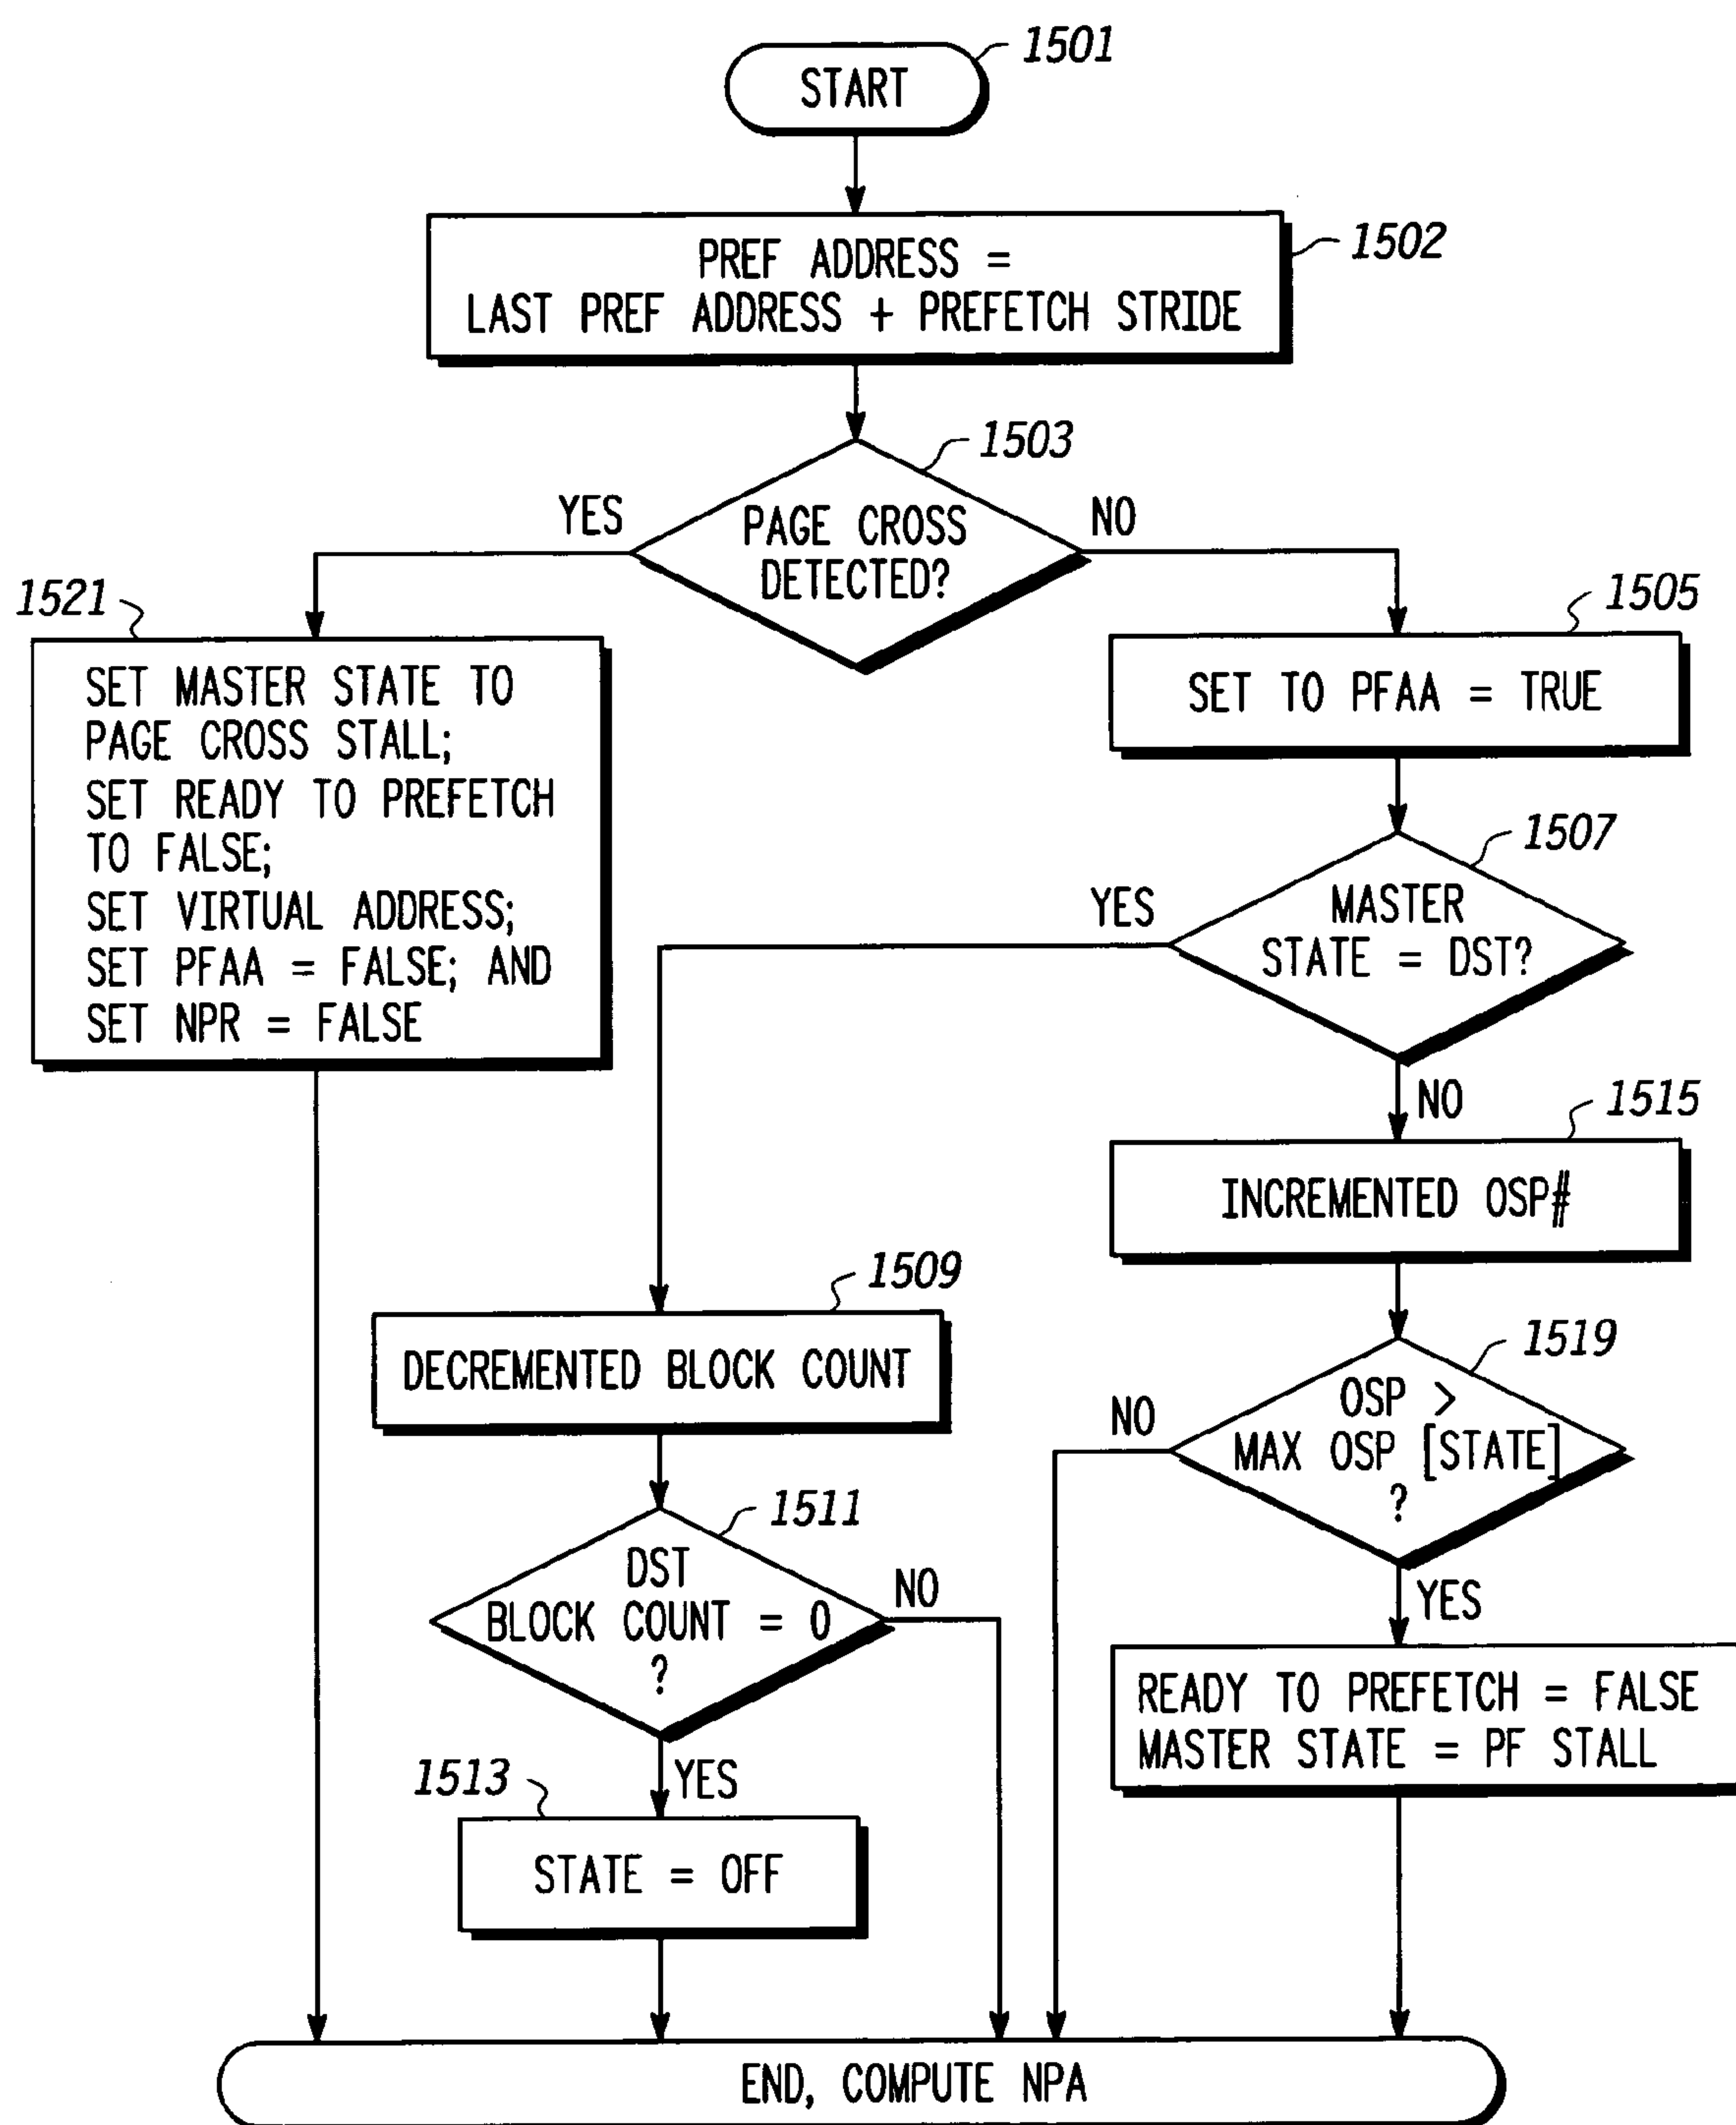 1501
START
1502
PREF ADDRESS =
LAST PREF ADDRESS + PREFETCH STRIDE
1503
YES
NO
PAGE CROSS
DETECTED?
1521
SET MASTER STATE TO
PAGE CROSS STALL;
SET READY TO PREFETCH
TO FALSE;
SET VIRTUAL ADDRESS;
SET PFAA = FALSE; AND
SET NPR = FALSE
1505
SET TO PFAA = TRUE
1507
YES
MASTER
STATE = DST?
NO
1515
INCREMENTED OSP#
1509
DECREMENTED BLOCK COUNT
1519
NO
OSP >
MAX OSP [STATE]
?
YES
1511
DST
BLOCK COUNT = 0
?
NO
READY TO PREFETCH = FALSE
MASTER STATE = PF STALL
1513
YES
STATE = OFF
END, COMPUTE NPA